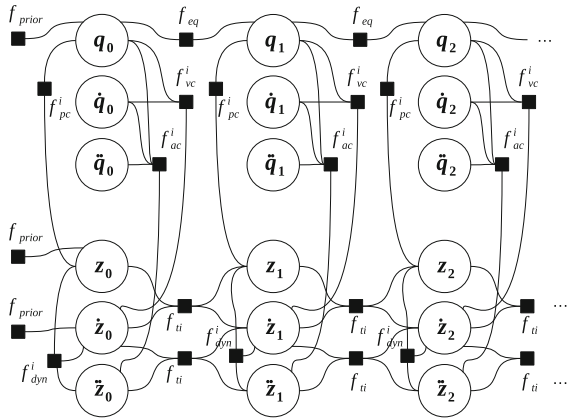 f_prior q_0 f_eq q_1 f_eq q_2 ...
f^i_pc q̇_0 f^i_vc f^i_pc q̇_1 f^i_vc f^i_pc q̇_2 f^i_vc
q̈_0 f^i_ac q̈_1 f^i_ac q̈_2 f^i_ac
f_prior z_0 z_1 z_2
f_prior ż_0 f_ti f^i_dyn ż_1 f_ti f^i_dyn ż_2 f_ti ...
f^i_dyn z̈_0 f_ti z̈_1 f_ti z̈_2 f_ti ...